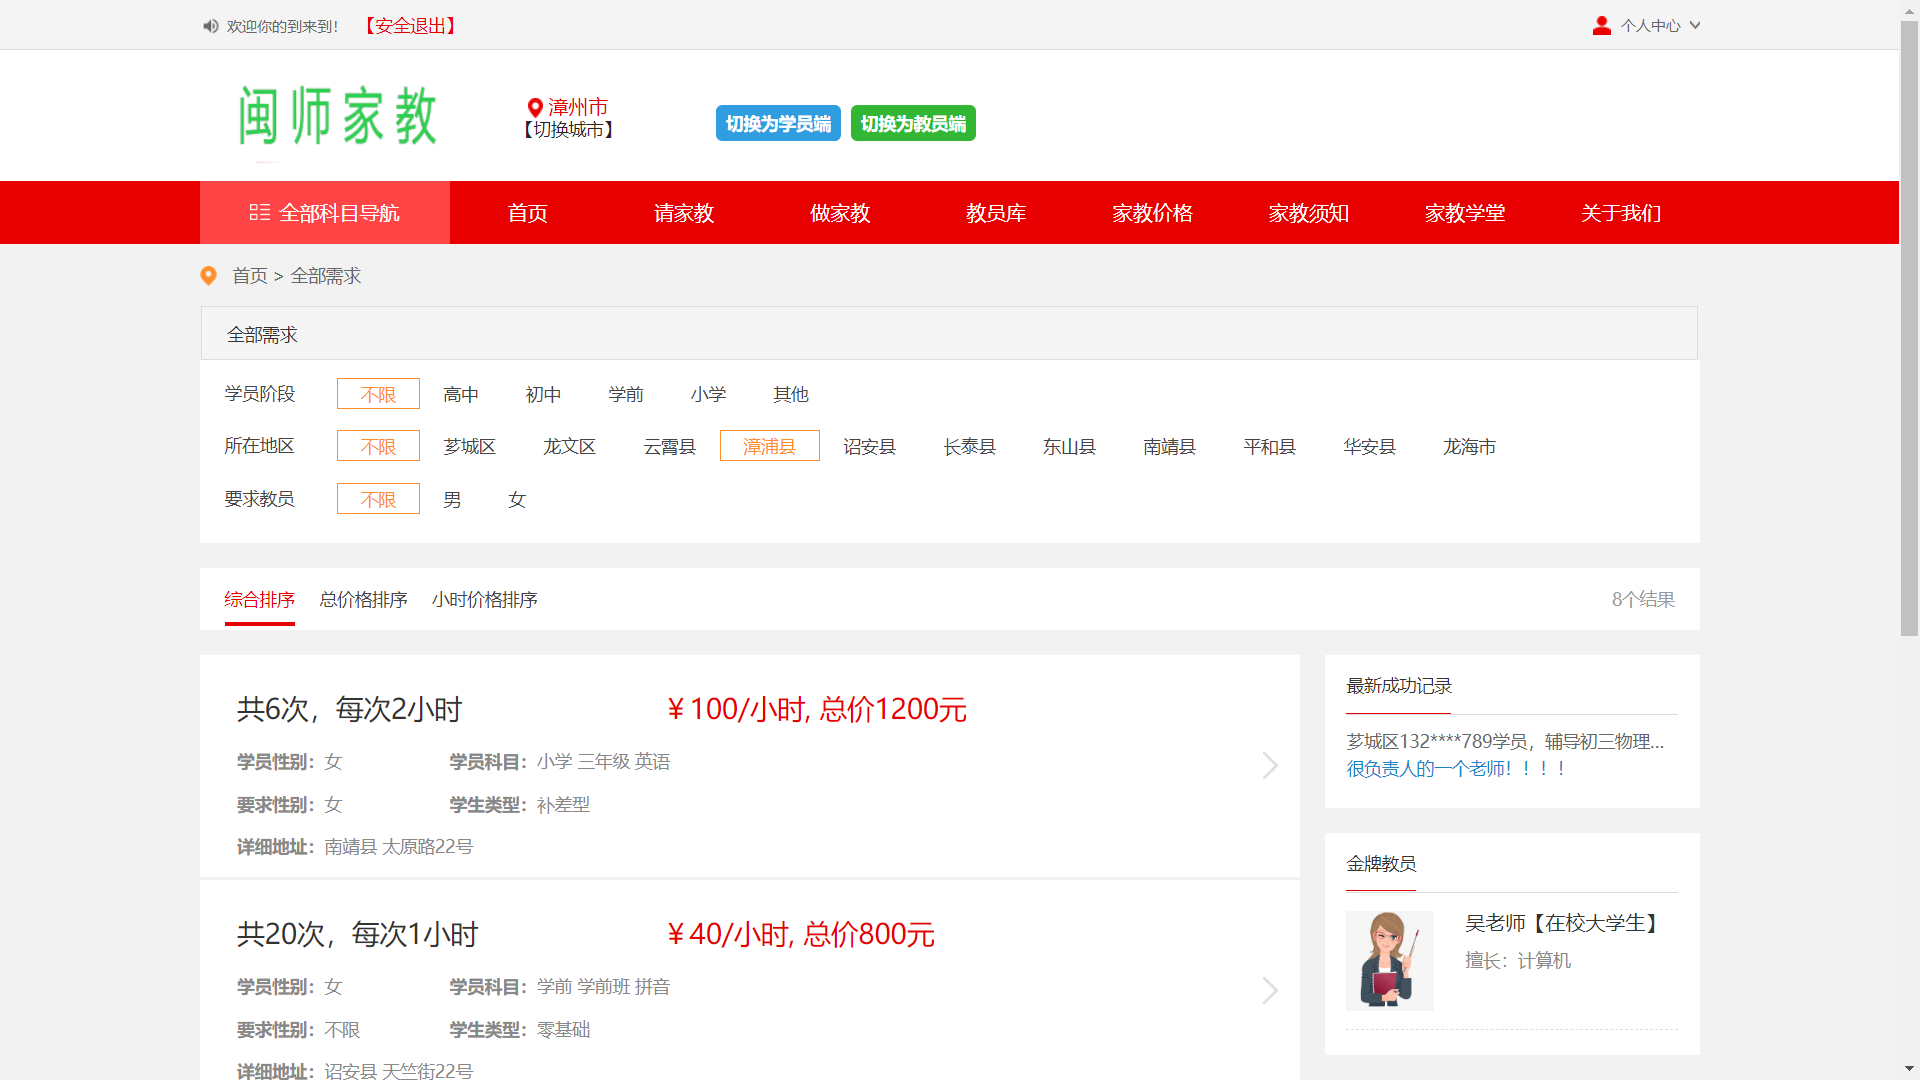 欢迎你的到来到！ 【安全退出】 个人中心
闽师家教
漳州市
【切换城市】
切换为学员端 切换为教员端
全部科目导航 首页 请家教 做家教 教员库 家教价格 家教须知 家教学堂 关于我们
首页 > 全部需求
全部需求
学员阶段 不限 高中 初中 学前 小学 其他
所在地区 不限 芗城区 龙文区 云霄县 漳浦县 诏安县 长泰县 东山县 南靖县 平和县 华安县 龙海市
要求教员 不限 男 女
综合排序 总价格排序 小时价格排序 8个结果
共6次，每次2小时 ￥100/小时, 总价1200元
学员性别：女 学员科目：小学 三年级 英语
要求性别：女 学生类型：补差型
详细地址：南靖县 太原路22号
共20次，每次1小时 ￥40/小时, 总价800元
学员性别：女 学员科目：学前 学前班 拼音
要求性别：不限 学生类型：零基础
详细地址：诏安县 天竺街22号
最新成功记录
芗城区132****789学员，辅导初三物理...
很负责人的一个老师！！！！
金牌教员
吴老师【在校大学生】
擅长：计算机